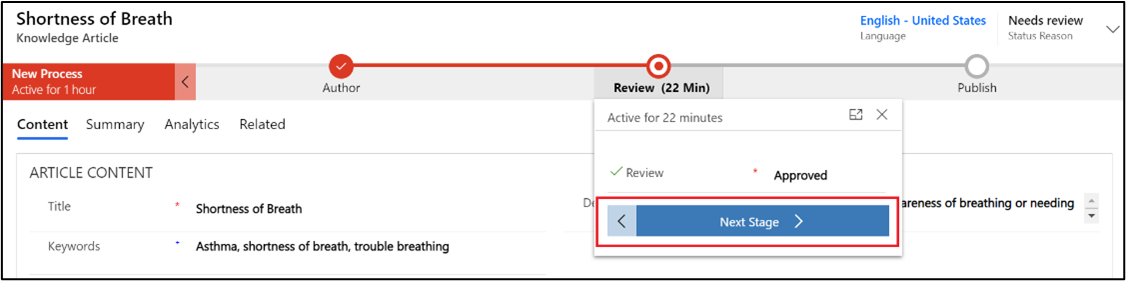 Shortness of Breath
Knowledge Article
English - United States
Language
Needs review
Status Reason
New Process
Active for 1 hour
Author
Review (22 Min)
Publish
Content Summary Analytics Related
Active for 22 minutes
ARTICLE CONTENT
Review * Approved
Title * Shortness of Breath
De
areness of breathing or needing
Next Stage
Keywords + Asthma, shortness of breath, trouble breathing